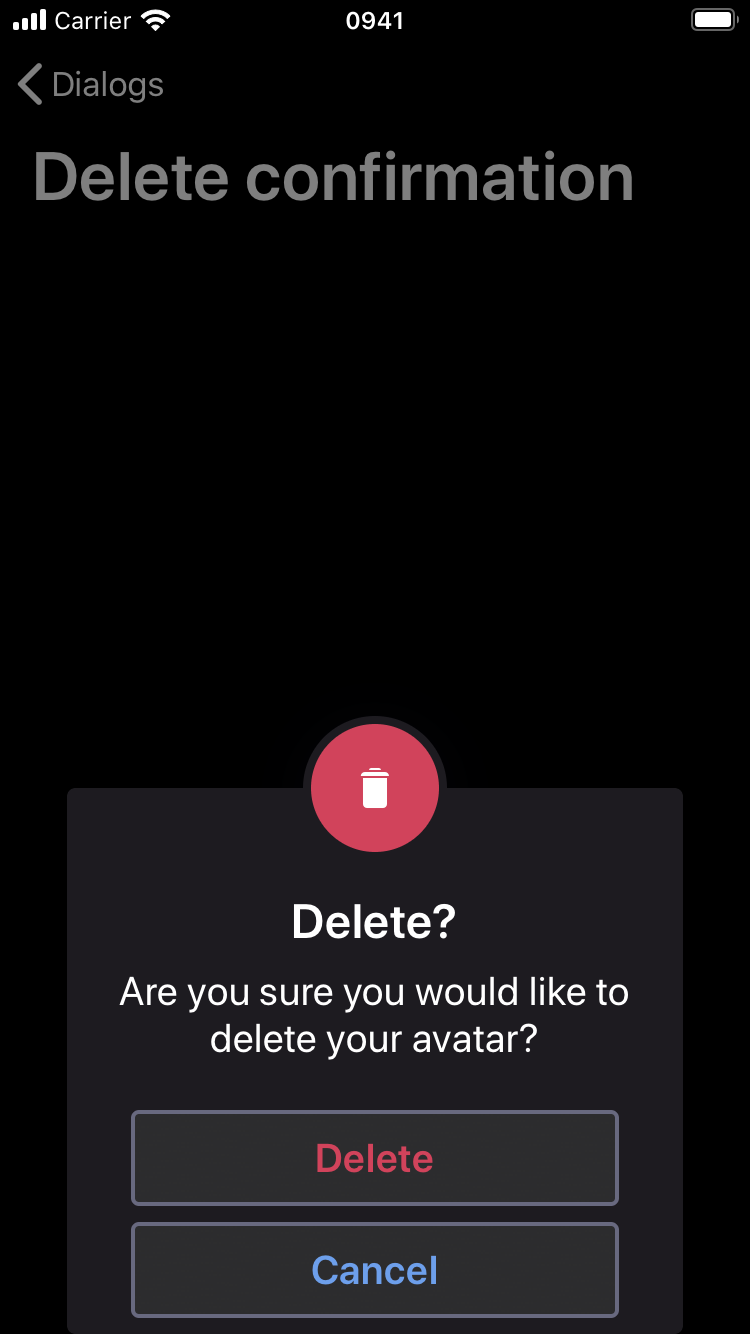 Carrier 0941
Dialogs
Delete confirmation
Delete?
Are you sure you would like to
delete your avatar?
Delete
Cancel